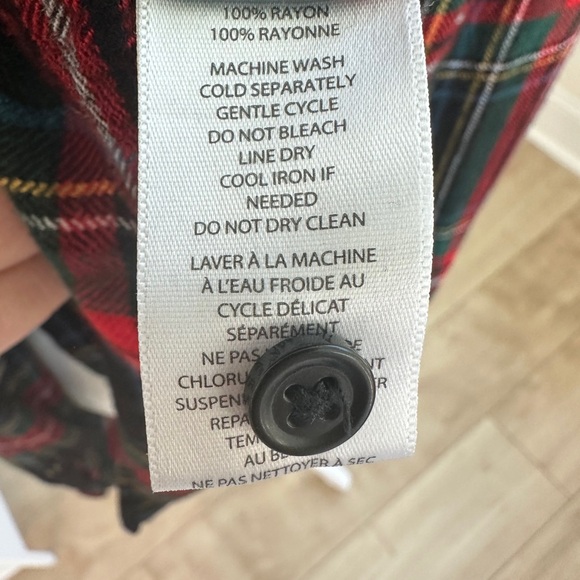 100% RAYON
100% RAYONNE
MACHINE WASH
COLD SEPARATELY
GENTLE CYCLE
DO NOT BLEACH
LINE DRY
COOL IRON IF
NEEDED
DO NOT DRY CLEAN
LAVER À LA MACHINE
À L'EAU FROIDE AU
CYCLE DÉLICAT
SÉPARÉMENT
NE PAS DE
AU
NE PAS NETTOYER À SEC